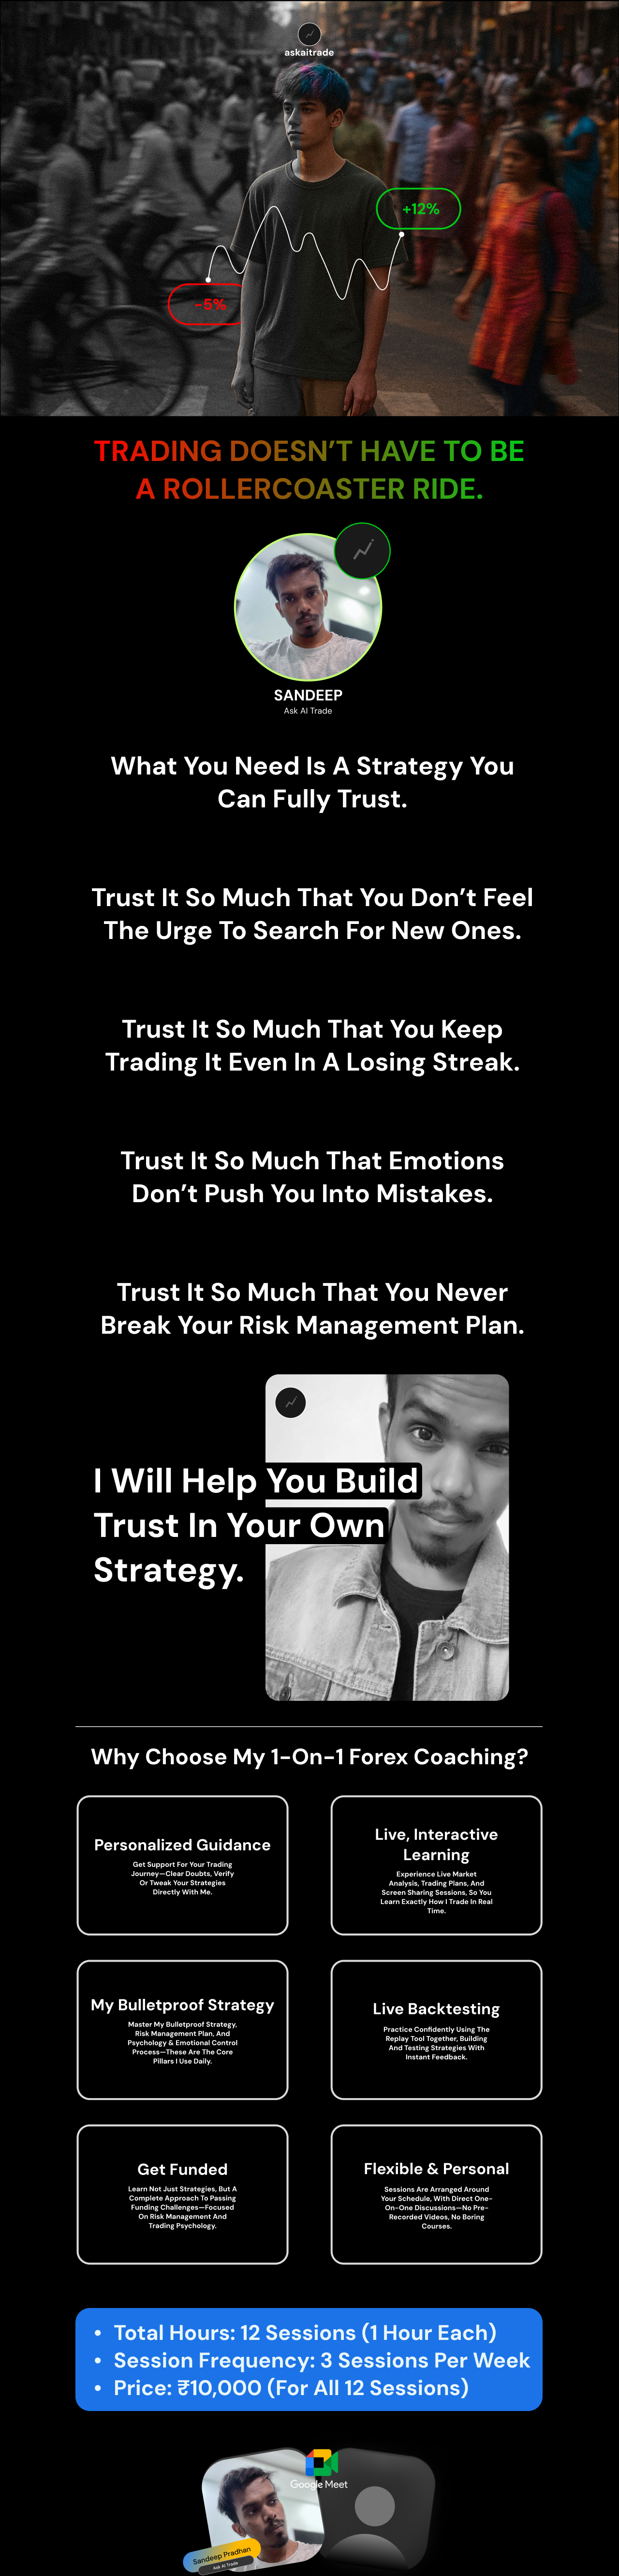 askaitrade
+12%
-5%
TRADING DOESN'T HAVE TO BE
A ROLLERCOASTER RIDE.
SANDEEP
Ask AI Trade
What You Need Is A Strategy You
Can Fully Trust.
Trust It So Much That You Don't Feel
The Urge To Search For New Ones.
Trust It So Much That You Keep
Trading It Even In A Losing Streak.
Trust It So Much That Emotions
Don't Push You Into Mistakes.
Trust It So Much That You Never
Break Your Risk Management Plan.
I Will Help You Build
Trust In Your Own
Strategy.
Why Choose My 1-On-1 Forex Coaching?
Personalized Guidance
Get Support For Your Trading
Journey—Clear Doubts, Verify
Or Tweak Your Strategies
Directly With Me.
Live, Interactive
Learning
Experience Live Market
Analysis, Trading Plans, And
Screen Sharing Sessions, So You
Learn Exactly How I Trade In Real
Time.
My Bulletproof Strategy
Master My Bulletproof Strategy,
Risk Management Plan, And
Psychology & Emotional Control
Process—These Are The Core
Pillars I Use Daily.
Live Backtesting
Practice Confidently Using The
Replay Tool Together, Building
And Testing Strategies With
Instant Feedback.
Get Funded
Learn Not Just Strategies, But A
Complete Approach To Passing
Funding Challenges—Focused
On Risk Management And
Trading Psychology.
Flexible & Personal
Sessions Are Arranged Around
Your Schedule, With Direct One-
On-One Discussions—No Pre-
Recorded Videos, No Boring
Courses.
• Total Hours: 12 Sessions (1 Hour Each)
• Session Frequency: 3 Sessions Per Week
• Price: ₹10,000 (For All 12 Sessions)
Google Meet
Sandeep Pradhan
Ask AI Trade